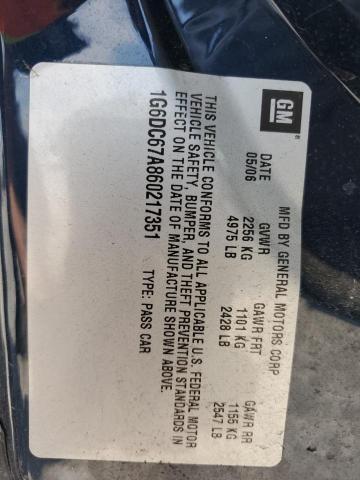 GM
®
MFD BY GENERAL MOTORS CORP
DATE GVWR GAWR FRT GAWR RR
05/06 2256 KG 1101 KG 1155 KG
4975 LB 2428 LB 2547 LB
THIS VEHICLE CONFORMS TO ALL APPLICABLE U.S. FEDERAL MOTOR
VEHICLE SAFETY, BUMPER, AND THEFT PREVENTION STANDARDS IN
EFFECT ON THE DATE OF MANUFACTURE SHOWN ABOVE.
1G6DC67A860217351 TYPE: PASS CAR